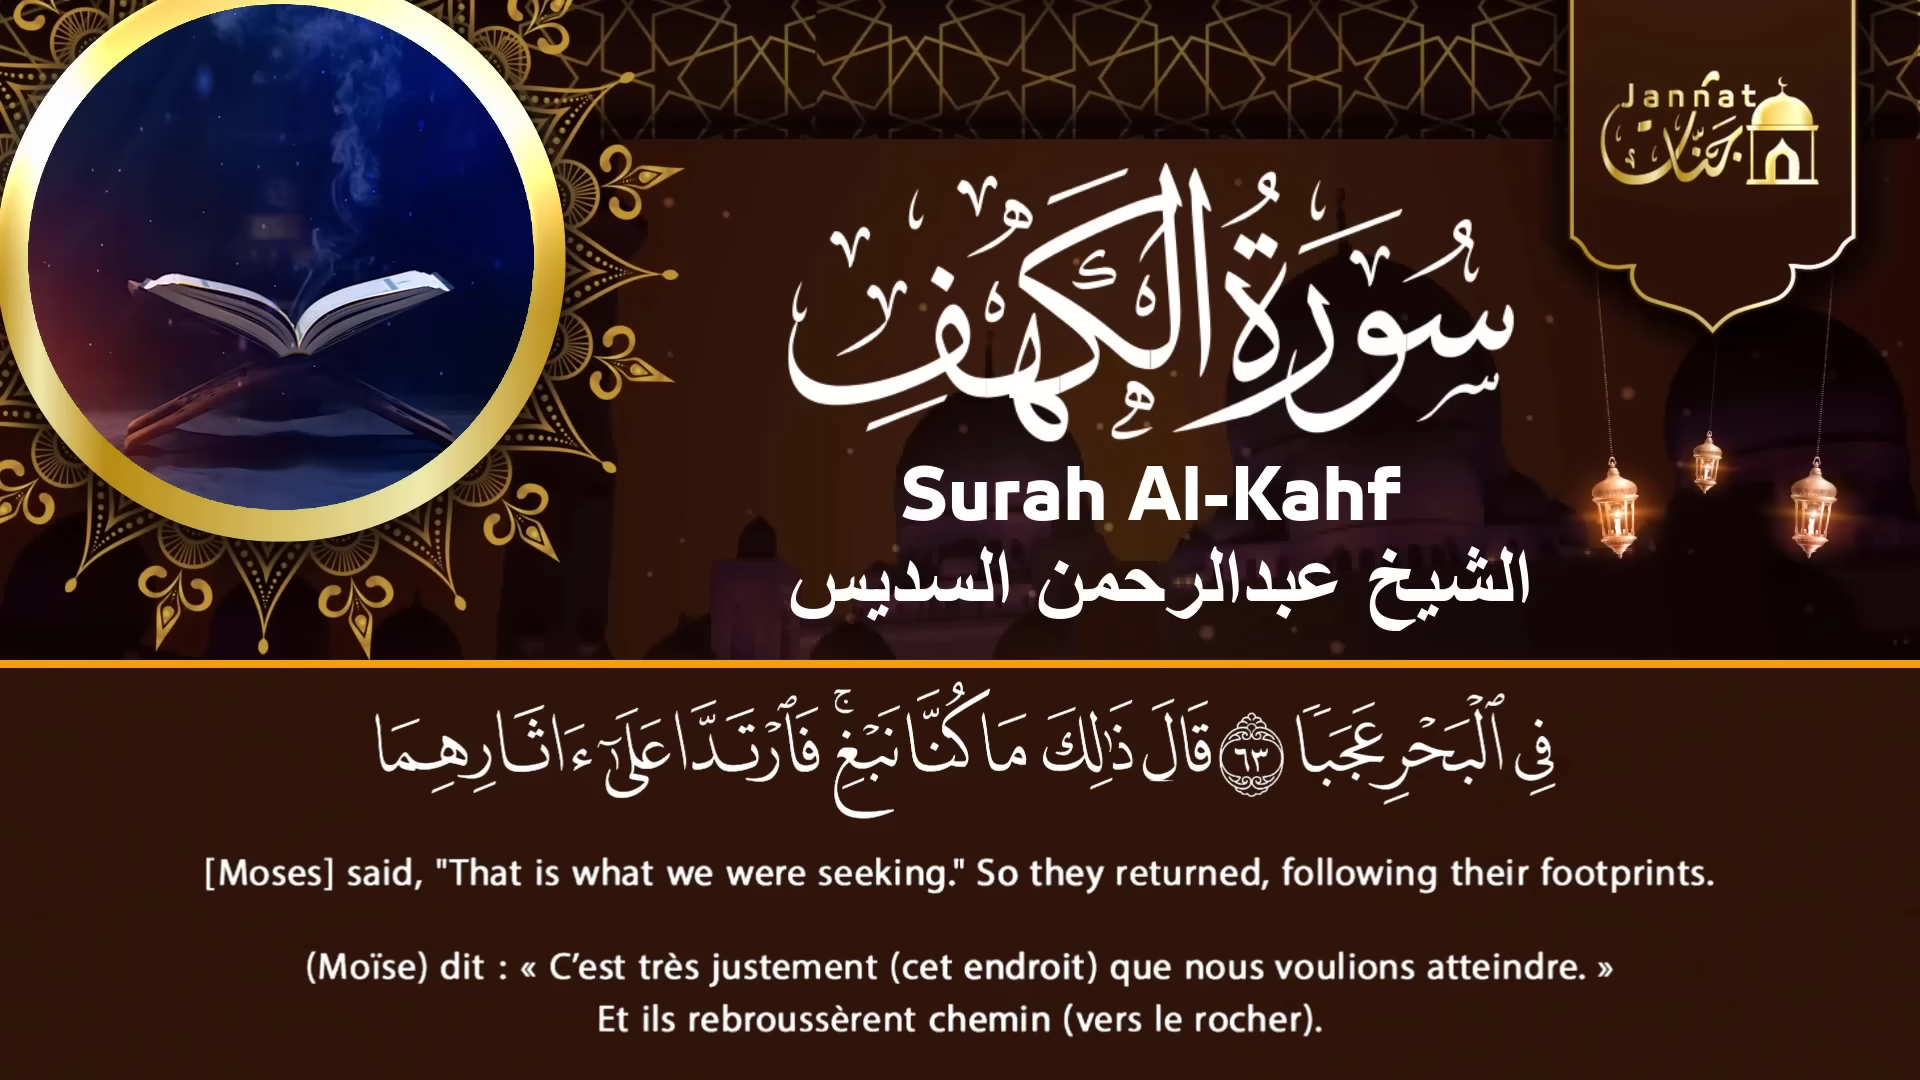 Jannat
جنات
سُورَةُ الْكَهْفِ
Surah Al-Kahf
الشيخ عبدالرحمن السديس
فِي ٱلْبَحْرِ عَجَبًا ٦٣ قَالَ ذَٰلِكَ مَا كُنَّا نَبْغِ ۚ فَٱرْتَدَّا عَلَىٰٓ ءَاثَارِهِمَا
[Moses] said, "That is what we were seeking." So they returned, following their footprints.
(Moïse) dit : « C’est très justement (cet endroit) que nous voulions atteindre. »
Et ils rebroussèrent chemin (vers le rocher).